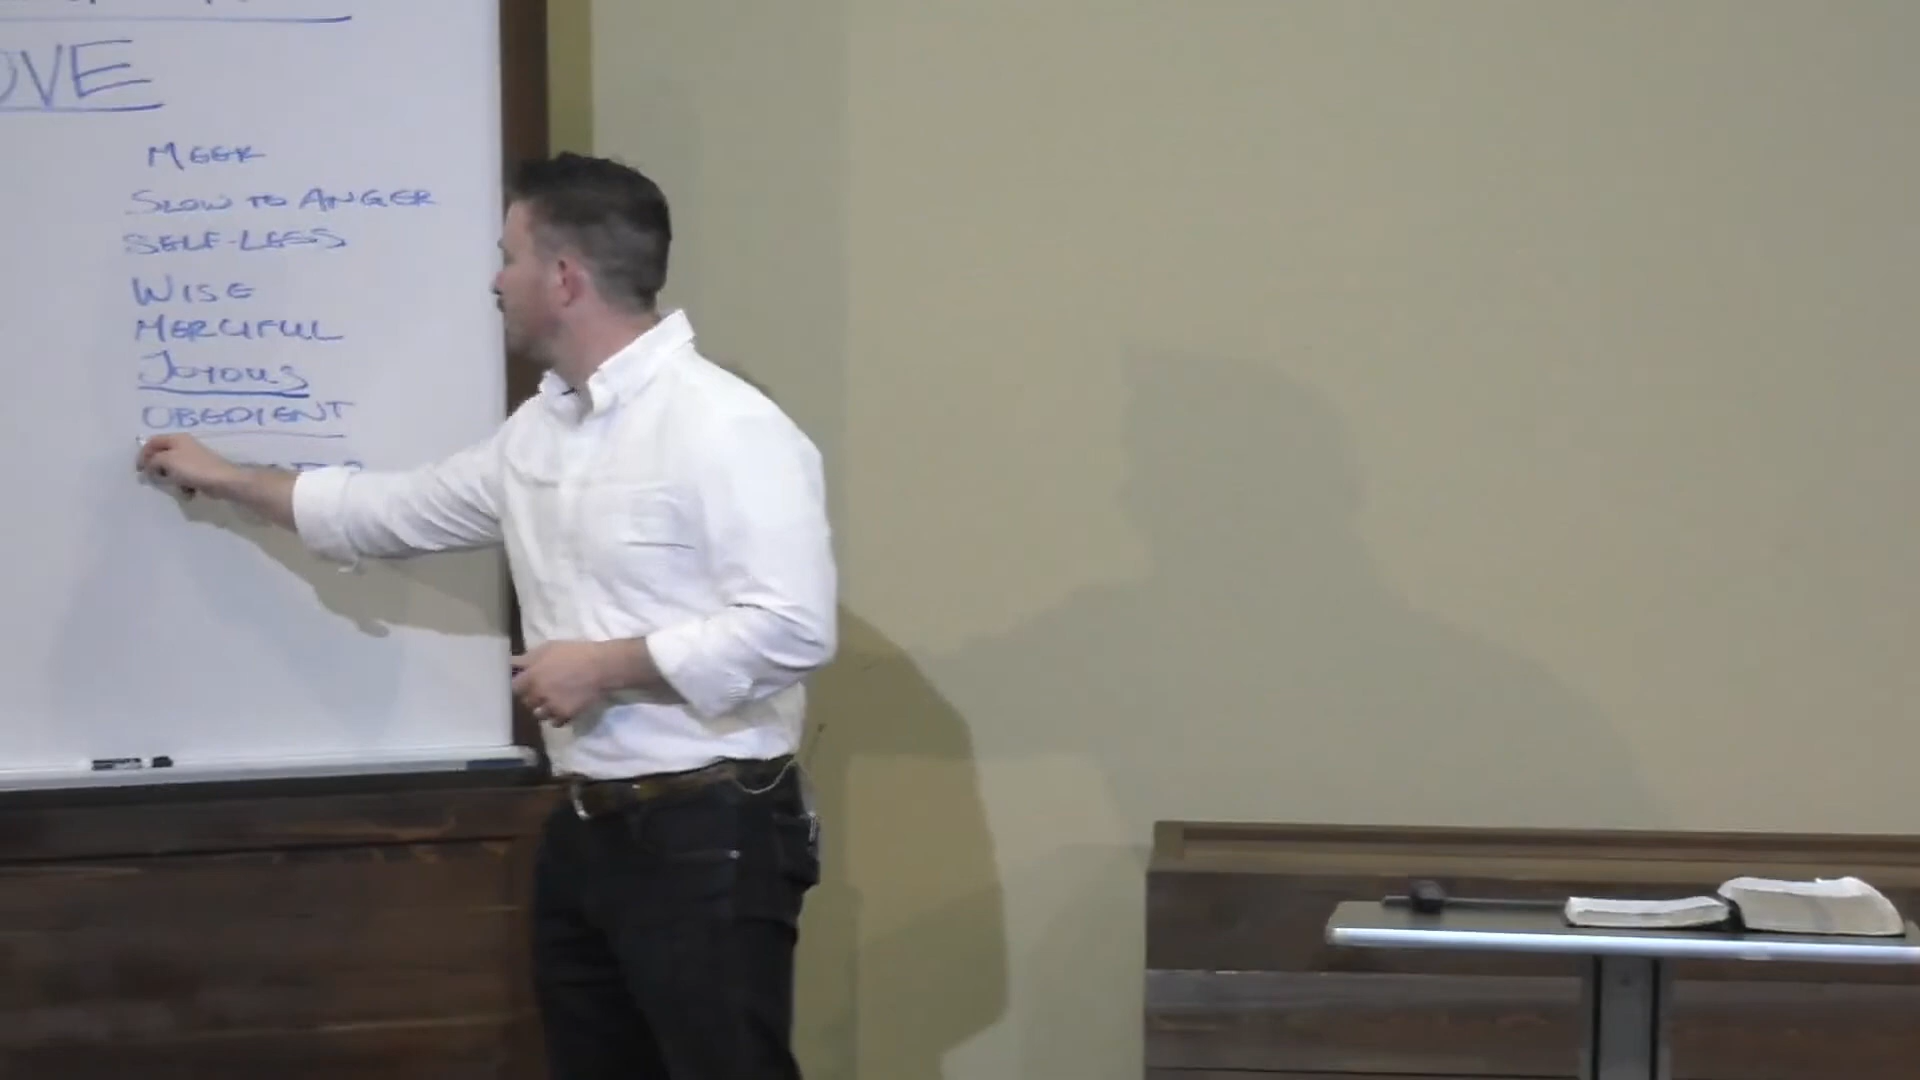 OVE
MEEK
SLOW TO ANGER
SELF-LESS
WISE
MERCIFUL
JOYOUS
OBEDIENT